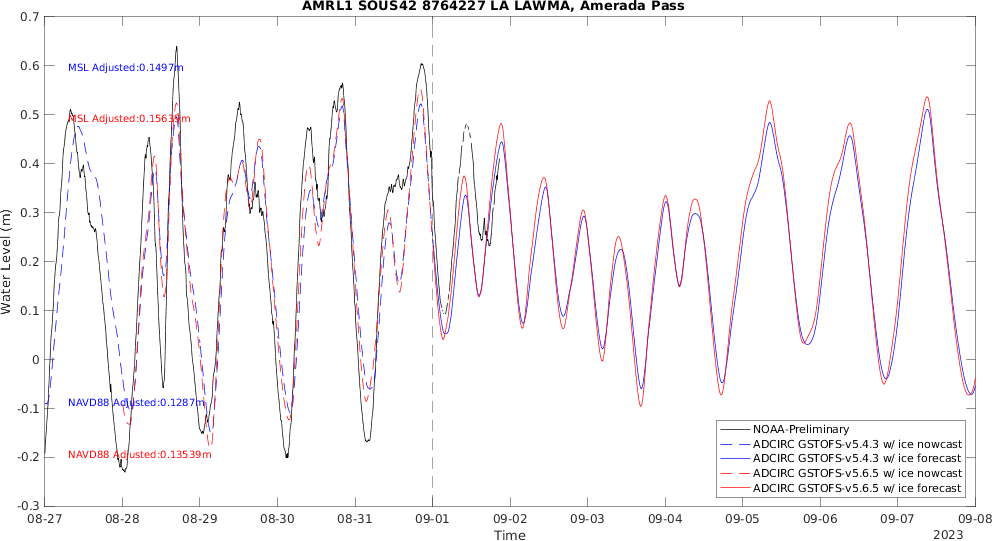 AMRL1 SOUS42 8764227 LA LAWMA, Amerada Pass
0.7
0.6
0.5
0.4
0.3
0.2
0.1
0
-0.1
-0.2
-0.3
Water Level (m)
MSL Adjusted:0.1497m
MSL Adjusted:0.15639m
NAVD88 Adjusted:0.1287m
NAVD88 Adjusted:0.13539m
NOAA-Preliminary
ADCIRC GSTOFS-v5.4.3 w/ ice nowcast
ADCIRC GSTOFS-v5.4.3 w/ ice forecast
ADCIRC GSTOFS-v5.6.5 w/ ice nowcast
ADCIRC GSTOFS-v5.6.5 w/ ice forecast
08-27 08-28 08-29 08-30 08-31 09-01 09-02 09-03 09-04 09-05 09-06 09-07 09-08
Time
2023